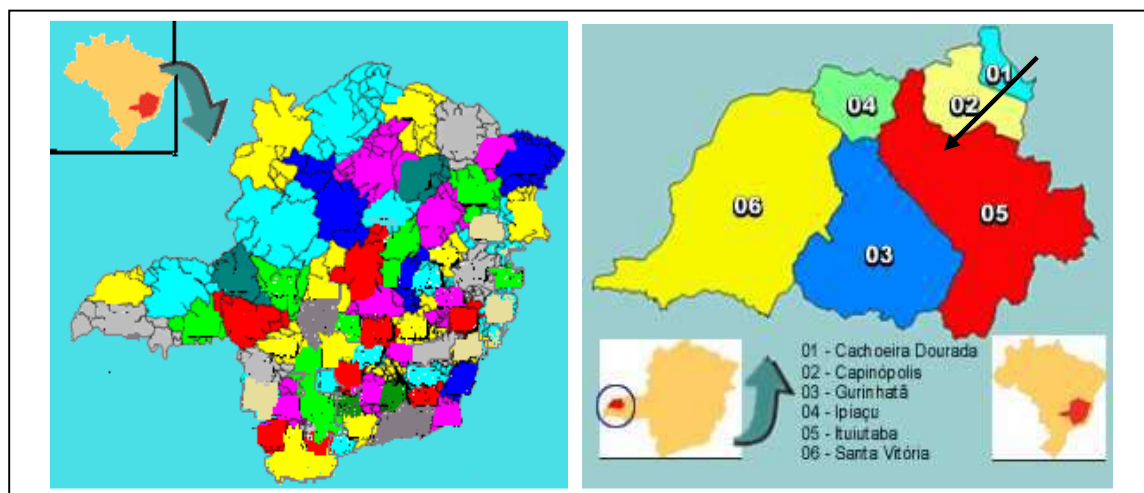 01
02
04
06
05
03
01 - Cachoeira Dourada
02 - Capinópolis
03 - Gurinhatã
04 - Ipiaçu
05 - Ituiutaba
06 - Santa Vitória